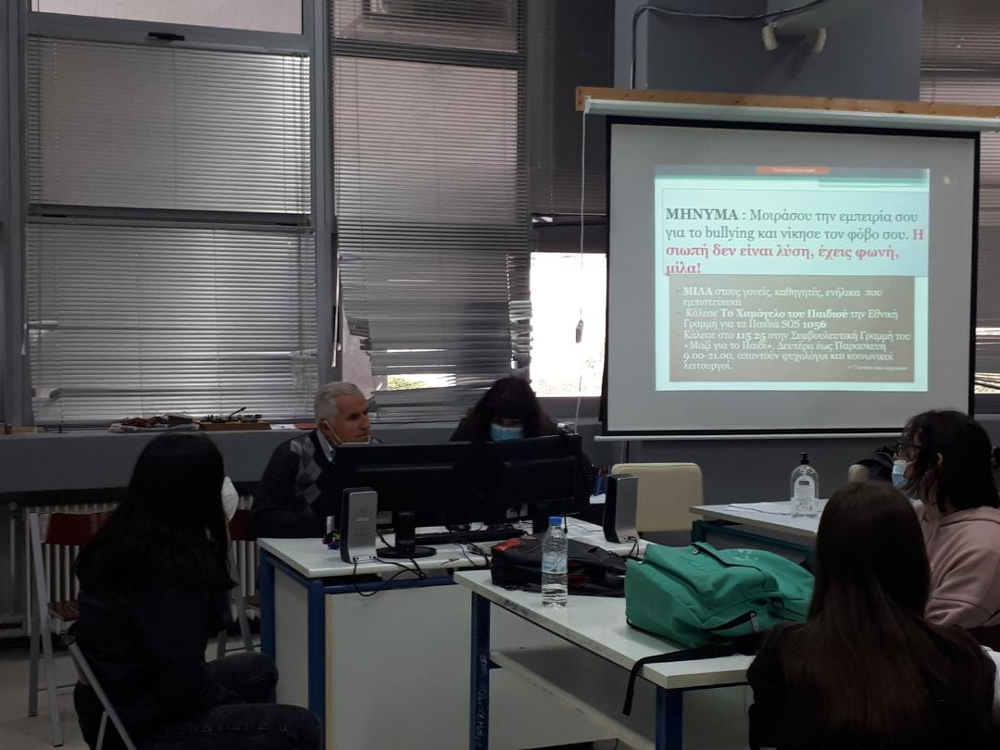 ΜΗΝΥΜΑ : Μοιράσου την εμπειρία σου
για το bullying και νίκησε τον φόβο σου. Η
σιωπή δεν είναι λύση, έχεις φωνή,
μίλα!
ΜΙΛΑ στους γονείς, καθηγητές, ενήλικα που
εμπιστεύεσαι
Κάλεσε Το Χαμόγελο του Παιδιού την Εθνική
Γραμμή για τα Παιδιά SOS 1056
Κάλεσε στο 115 25 στην Συμβουλευτική Γραμμή του
«Μαζί για το Παιδί», Δευτέρα έως Παρασκευή
9.00-21.00, απαντούν ψυχολόγοι και κοινωνικοί
λειτουργοί.